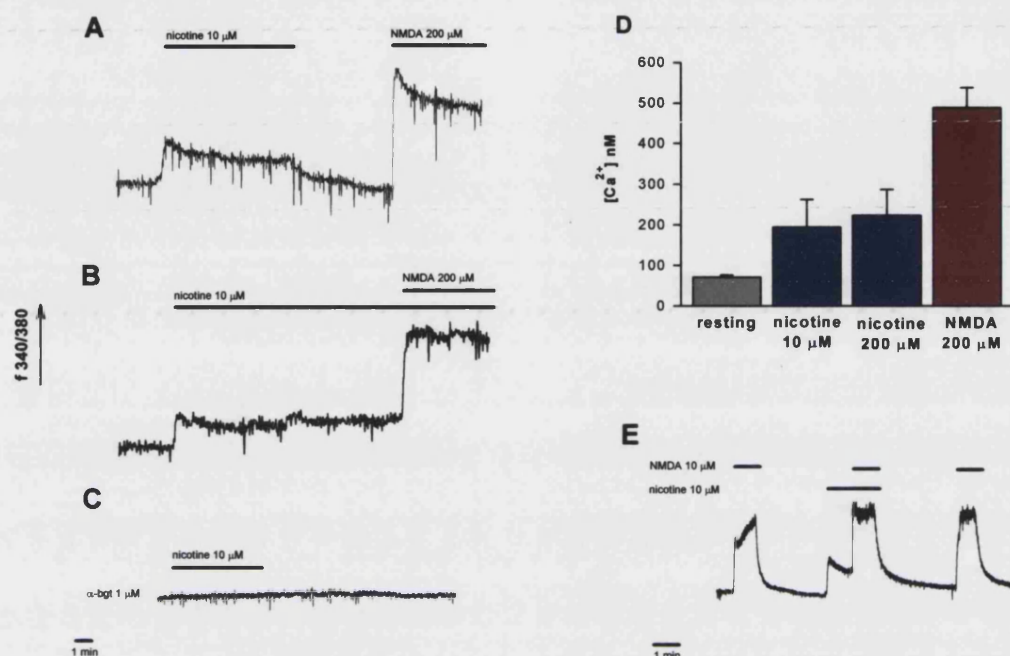 A
nicotine 10 μM
NMDA 200 μM
B
nicotine 10 μM
NMDA 200 μM
f 340/380
C
nicotine 10 μM
α-bgt 1 μM
1 min
D
[Ca²⁺] nM
600
500
400
300
200
100
0
resting
nicotine
10 μM
nicotine
200 μM
NMDA
200 μM
E
NMDA 10 μM
nicotine 10 μM
1 min